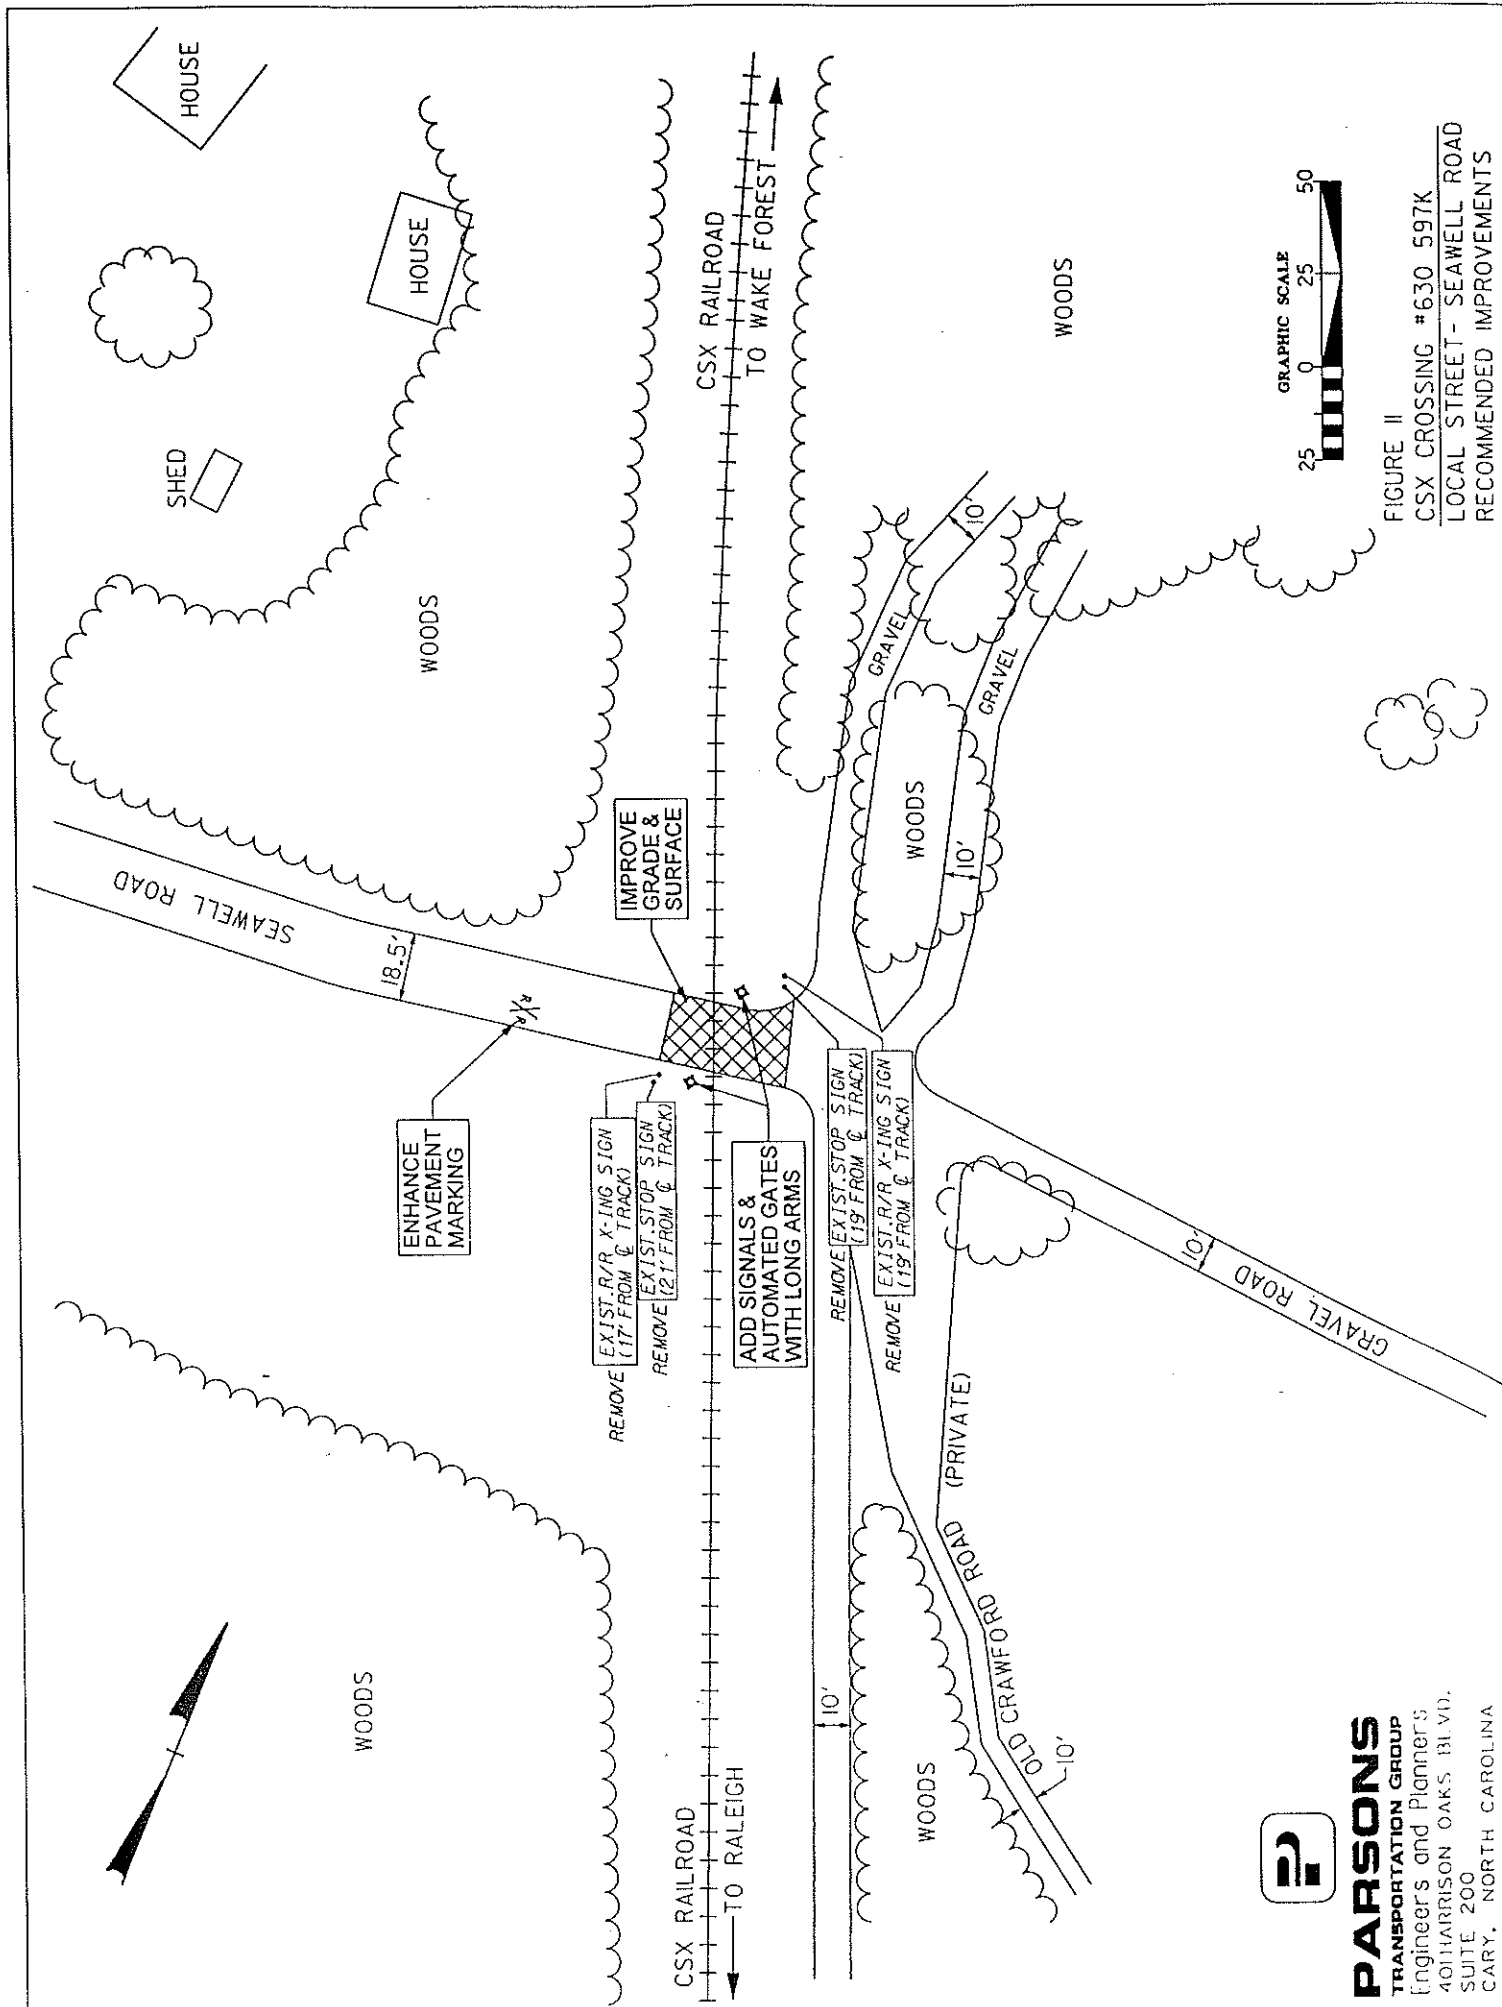 HOUSE
HOUSE
SHED
WOODS
SEAWELL ROAD
18.5'
R X R
ENHANCE
PAVEMENT
MARKING
WOODS
IMPROVE
GRADE &
SURFACE
CSX RAILROAD
TO WAKE FOREST
REMOVE EXIST. R/R X-ING SIGN
(17' FROM ℄ TRACK)
REMOVE EXIST. STOP SIGN
(21' FROM ℄ TRACK)
ADD SIGNALS &
AUTOMATED GATES
WITH LONG ARMS
CSX RAILROAD
TO RALEIGH
REMOVE EXIST. STOP SIGN
(19' FROM ℄ TRACK)
REMOVE EXIST. R/R X-ING SIGN
(19' FROM ℄ TRACK)
10'
WOODS
OLD CRAWFORD ROAD (PRIVATE)
10'
GRAVEL ROAD
10'
WOODS
10'
GRAVEL
GRAVEL
10'
WOODS
GRAPHIC SCALE
25 0 25 50
FIGURE 11
CSX CROSSING #630 597K
LOCAL STREET- SEAWELL ROAD
RECOMMENDED IMPROVEMENTS
PARSONS
TRANSPORTATION GROUP
Engineers and Planners
401 HARRISON OAKS BLVD.
SUITE 200
CARY, NORTH CAROLINA